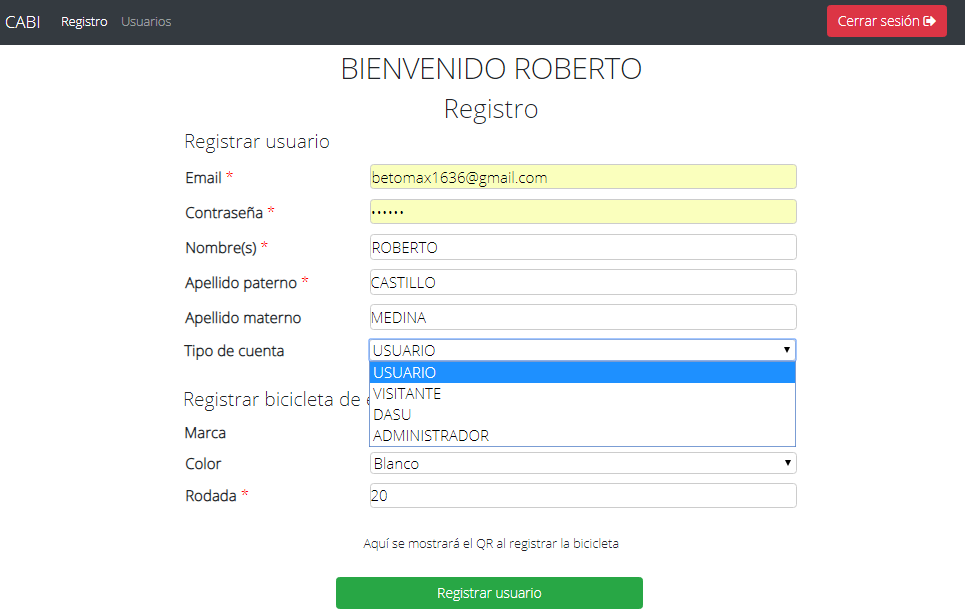 CABI Registro Usuarios Cerrar sesión
BIENVENIDO ROBERTO
Registro
Registrar usuario
Email * betomax1636@gmail.com
Contraseña * ••••••
Nombre(s) * ROBERTO
Apellido paterno * CASTILLO
Apellido materno MEDINA
Tipo de cuenta USUARIO
USUARIO
VISITANTE
DASU
ADMINISTRADOR
Registrar bicicleta de
Marca
Color Blanco
Rodada * 20
Aquí se mostrará el QR al registrar la bicicleta
Registrar usuario